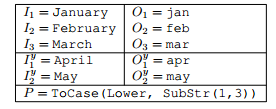 I₁ = January O₁ = jan
I₂ = February O₂ = feb
I₃ = March O₃ = mar
I₁ʸ = April O₁ʸ = apr
I₂ʸ = May O₂ʸ = may
P = ToCase(Lower, SubStr(1,3))